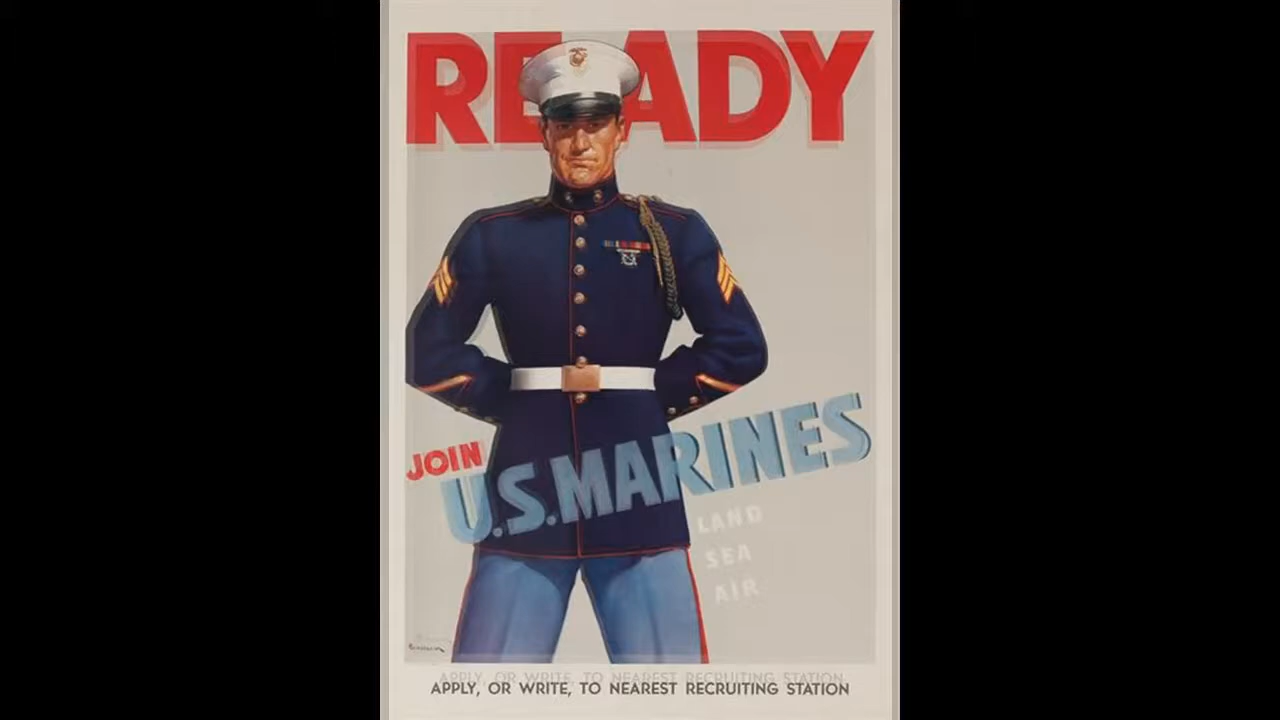 READY
JOIN
U.S. MARINES
LAND
SEA
AIR
APPLY, OR WRITE, TO NEAREST RECRUITING STATION